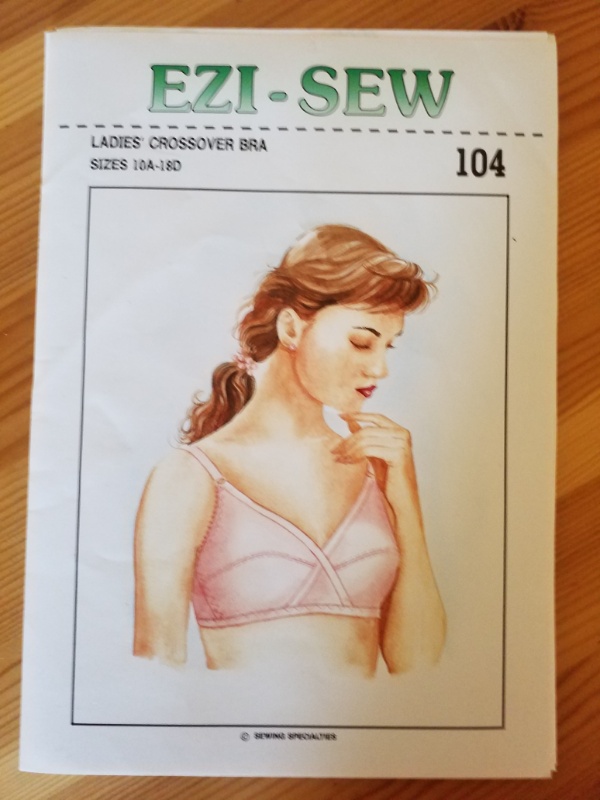 EZI-SEW
LADIES' CROSSOVER BRA
SIZES 10A-18D
104
© SEWING SPECIALTIES